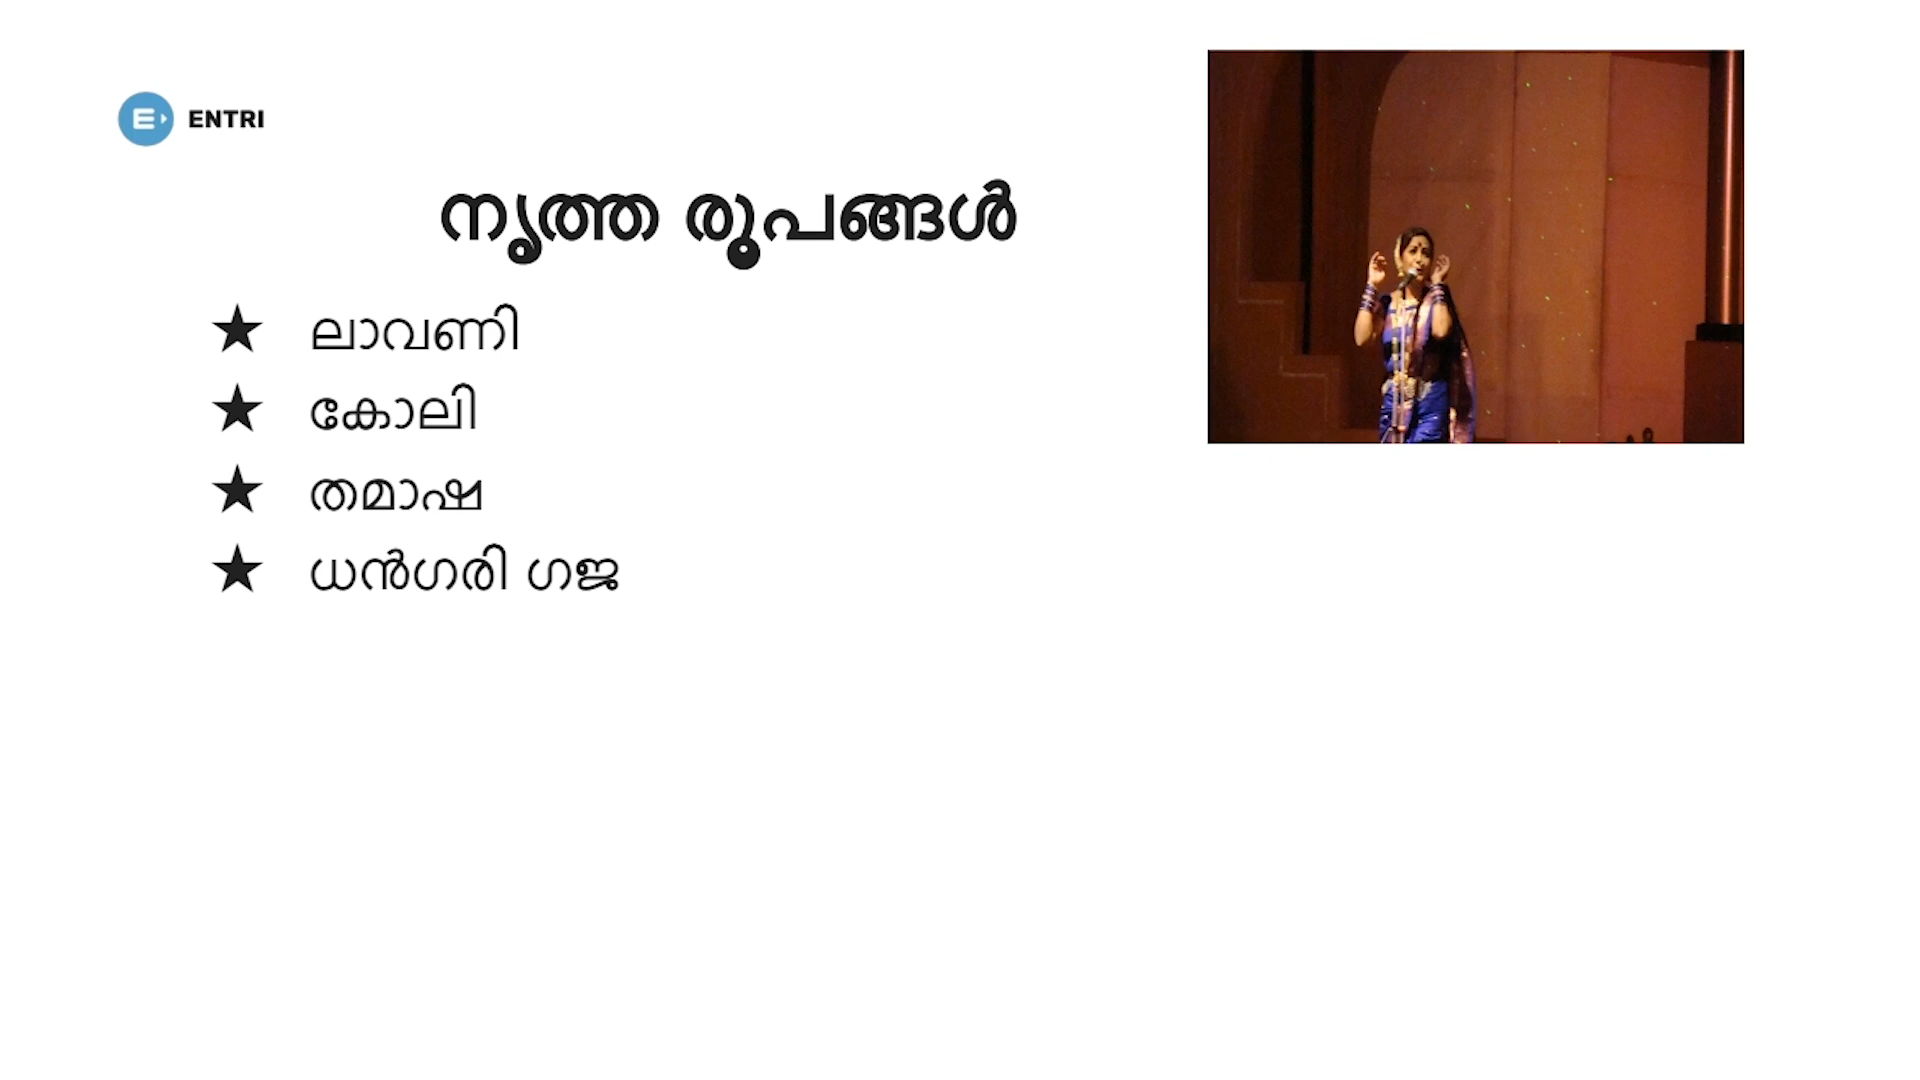 ENTRI
നൃത്ത രൂപങ്ങൾ
★ ലാവണി
★ കോലി
★ തമാഷ
★ ധൻഗരി ഗജ